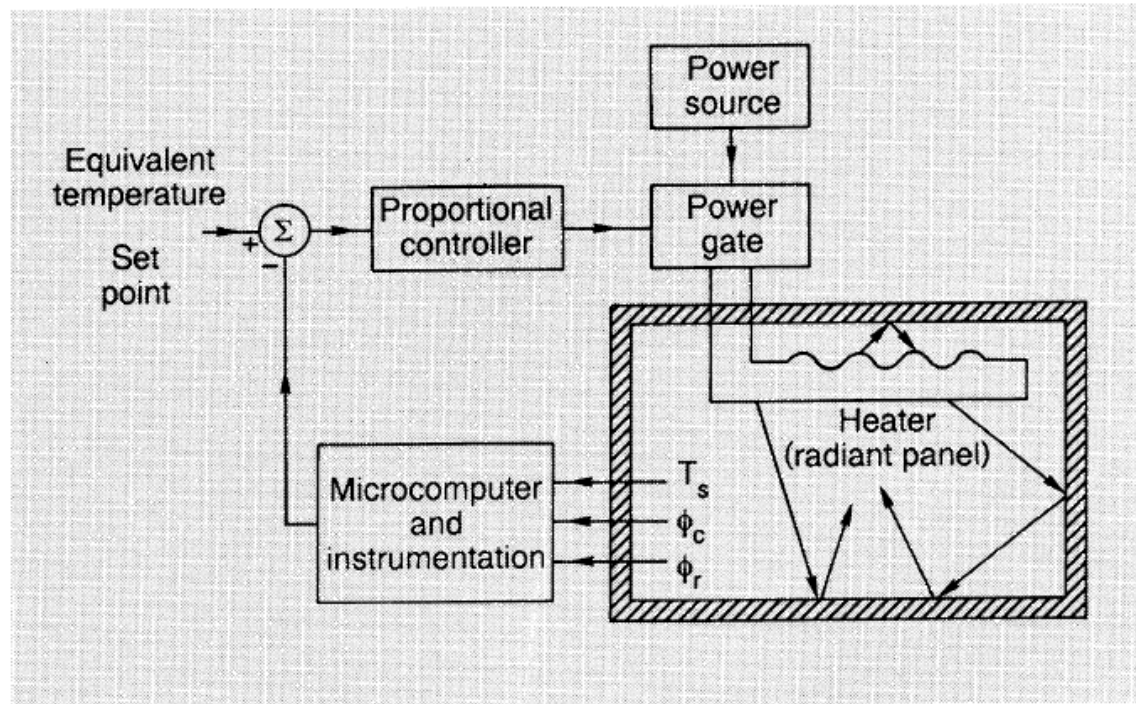 Power
source
Equivalent
temperature
Set
point
+
Σ
−
Proportional
controller
Power
gate
Heater
(radiant panel)
Microcomputer
and
instrumentation
T_s
ϕ_c
ϕ_r